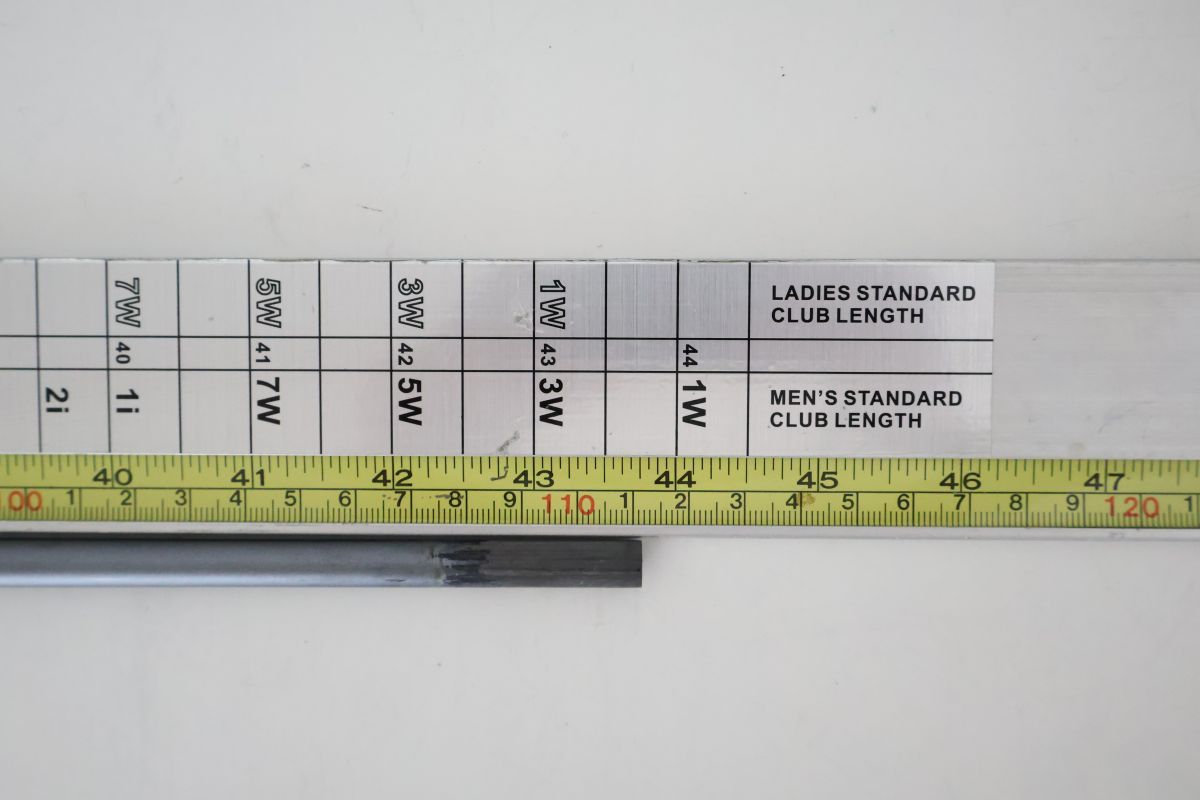 7W 5W 3W 1W LADIES STANDARD
CLUB LENGTH
40 41 42 43 44
2i 1i 7W 5W 3W 1W MEN'S STANDARD
CLUB LENGTH
40 41 42 43 44 45 46 47
00 1 2 3 4 5 6 7 8 9 110 1 2 3 4 5 6 7 8 9 120 1